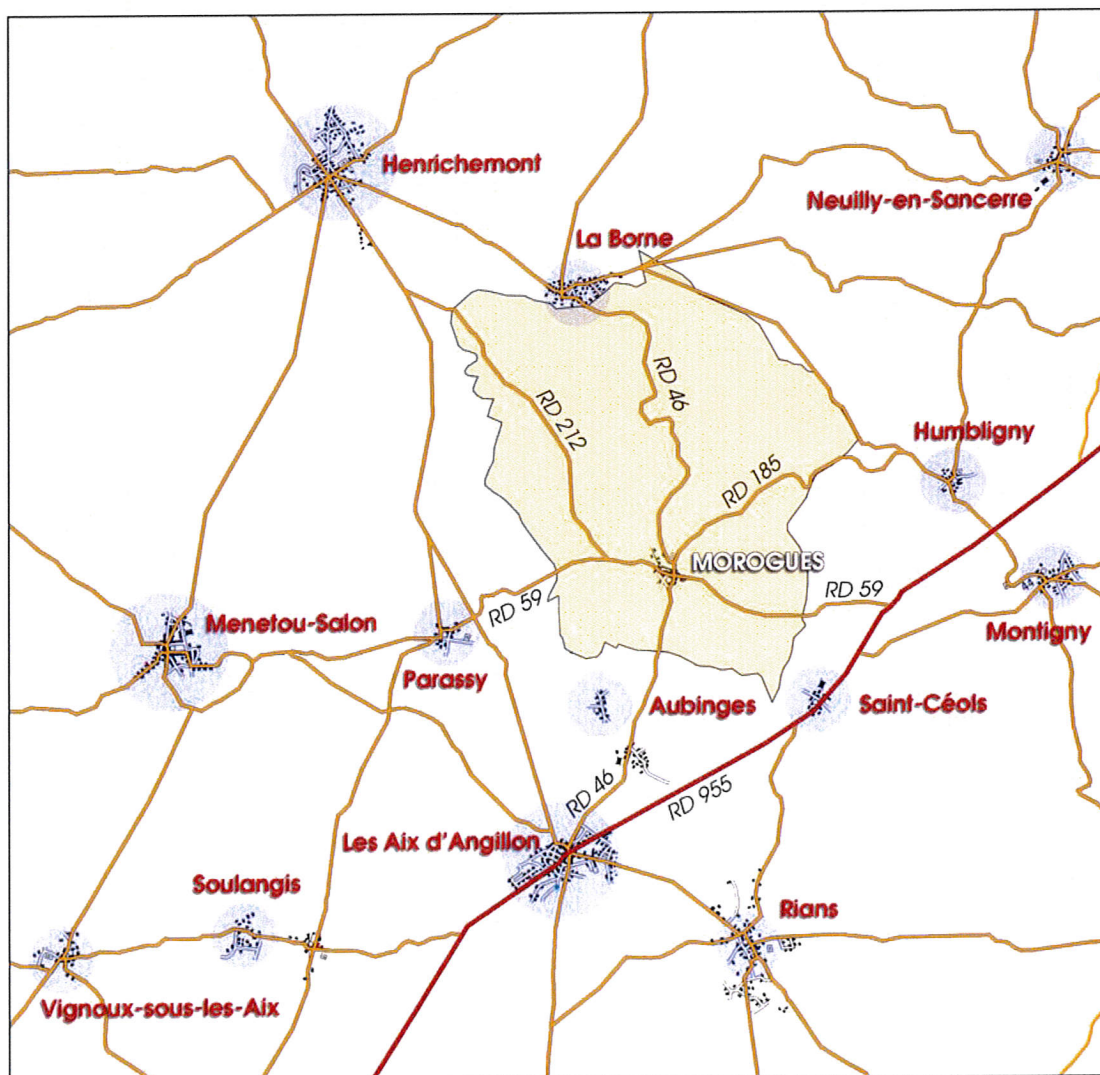 Henrichemont
Neuilly-en-Sancerre
La Borne
RD 46
RD 212
Humbligny
RD 185
MOROGUES
RD 59
RD 59
Menetou-Salon
Montigny
Parassy
Aubinges
Saint-Céols
RD 46
RD 955
Les Aix d'Angillon
Soulangis
Rians
Vignoux-sous-les-Aix